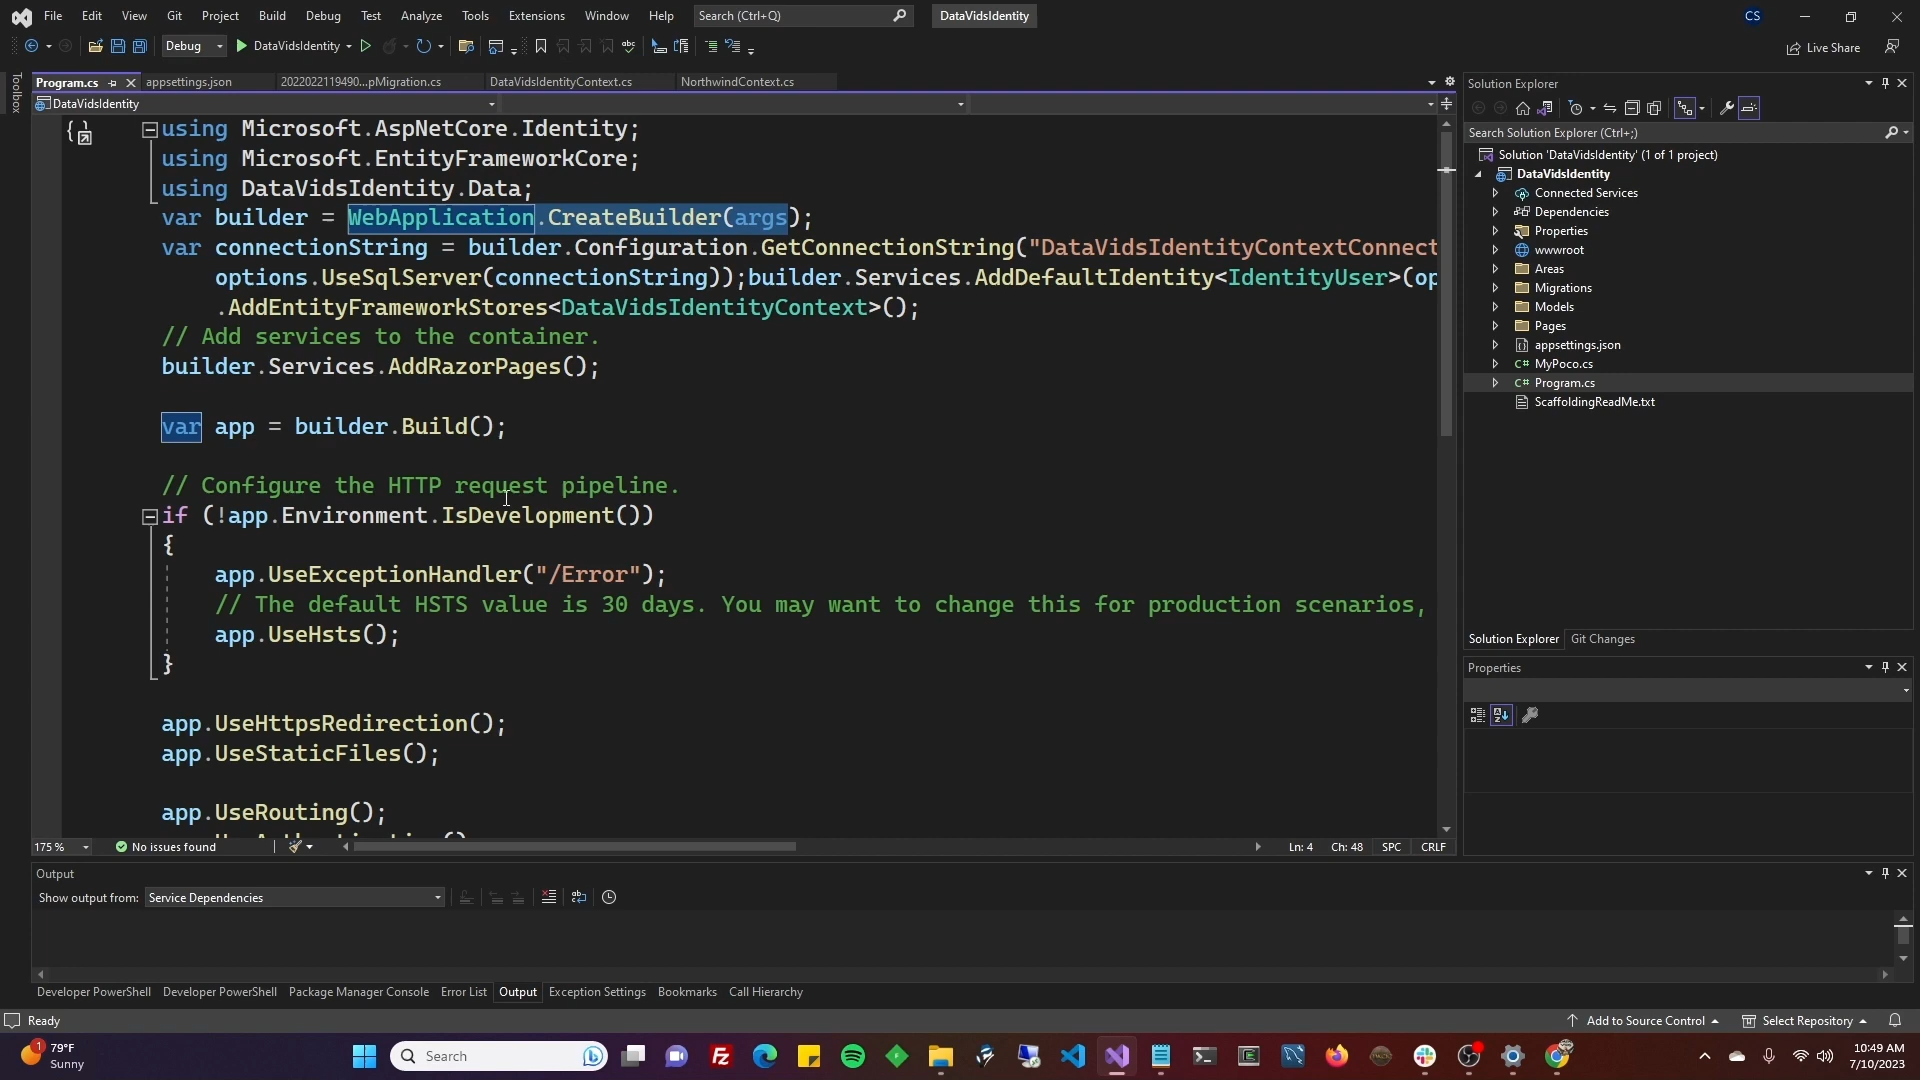 File Edit View Git Project Build Debug Test Analyze Tools Extensions Window Help Search (Ctrl+Q) DataVidsIdentity CS
Debug DataVidsIdentity Live Share
Toolbox
Program.cs appsettings.json 2022022119490...pMigration.cs DataVidsIdentityContext.cs NorthwindContext.cs
DataVidsIdentity
using Microsoft.AspNetCore.Identity;
using Microsoft.EntityFrameworkCore;
using DataVidsIdentity.Data;
var builder = WebApplication.CreateBuilder(args);
var connectionString = builder.Configuration.GetConnectionString("DataVidsIdentityContextConnect
options.UseSqlServer(connectionString));builder.Services.AddDefaultIdentity<IdentityUser>(op
.AddEntityFrameworkStores<DataVidsIdentityContext>();
// Add services to the container.
builder.Services.AddRazorPages();
var app = builder.Build();
// Configure the HTTP request pipeline.
if (!app.Environment.IsDevelopment())
{
app.UseExceptionHandler("/Error");
// The default HSTS value is 30 days. You may want to change this for production scenarios,
app.UseHsts();
}
app.UseHttpsRedirection();
app.UseStaticFiles();
app.UseRouting();
175 % No issues found Ln: 4 Ch: 48 SPC CRLF
Solution Explorer
Search Solution Explorer (Ctrl+;)
Solution 'DataVidsIdentity' (1 of 1 project)
DataVidsIdentity
Connected Services
Dependencies
Properties
wwwroot
Areas
Migrations
Models
Pages
appsettings.json
C# MyPoco.cs
C# Program.cs
ScaffoldingReadMe.txt
Solution Explorer Git Changes
Properties
Output
Show output from: Service Dependencies
Developer PowerShell Developer PowerShell Package Manager Console Error List Output Exception Settings Bookmarks Call Hierarchy
Ready Add to Source Control Select Repository
1 79°F
Sunny
Search
10:49 AM
7/10/2023